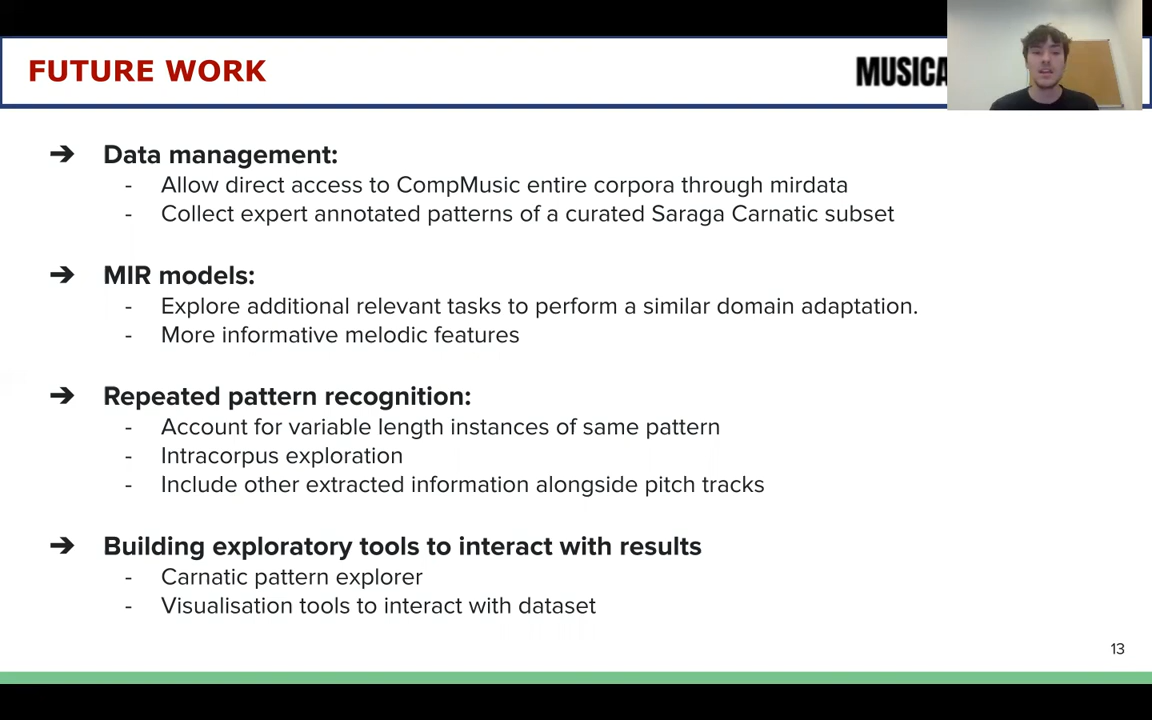 FUTURE WORK
MUSICA
➔ Data management:
- Allow direct access to CompMusic entire corpora through mirdata
- Collect expert annotated patterns of a curated Saraga Carnatic subset
➔ MIR models:
- Explore additional relevant tasks to perform a similar domain adaptation.
- More informative melodic features
➔ Repeated pattern recognition:
- Account for variable length instances of same pattern
- Intracorpus exploration
- Include other extracted information alongside pitch tracks
➔ Building exploratory tools to interact with results
- Carnatic pattern explorer
- Visualisation tools to interact with dataset
13